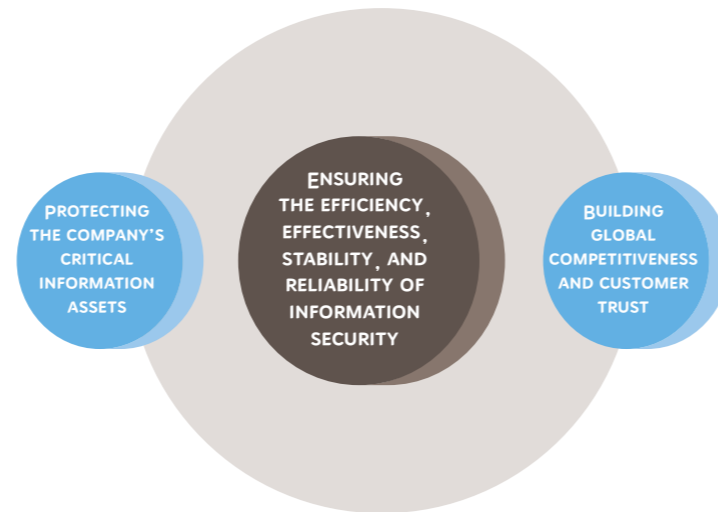 Protecting
the company's
critical
information
assets
Ensuring
the efficiency,
effectiveness,
stability, and
reliability of
information
security
Building
global
competitiveness
and customer
trust